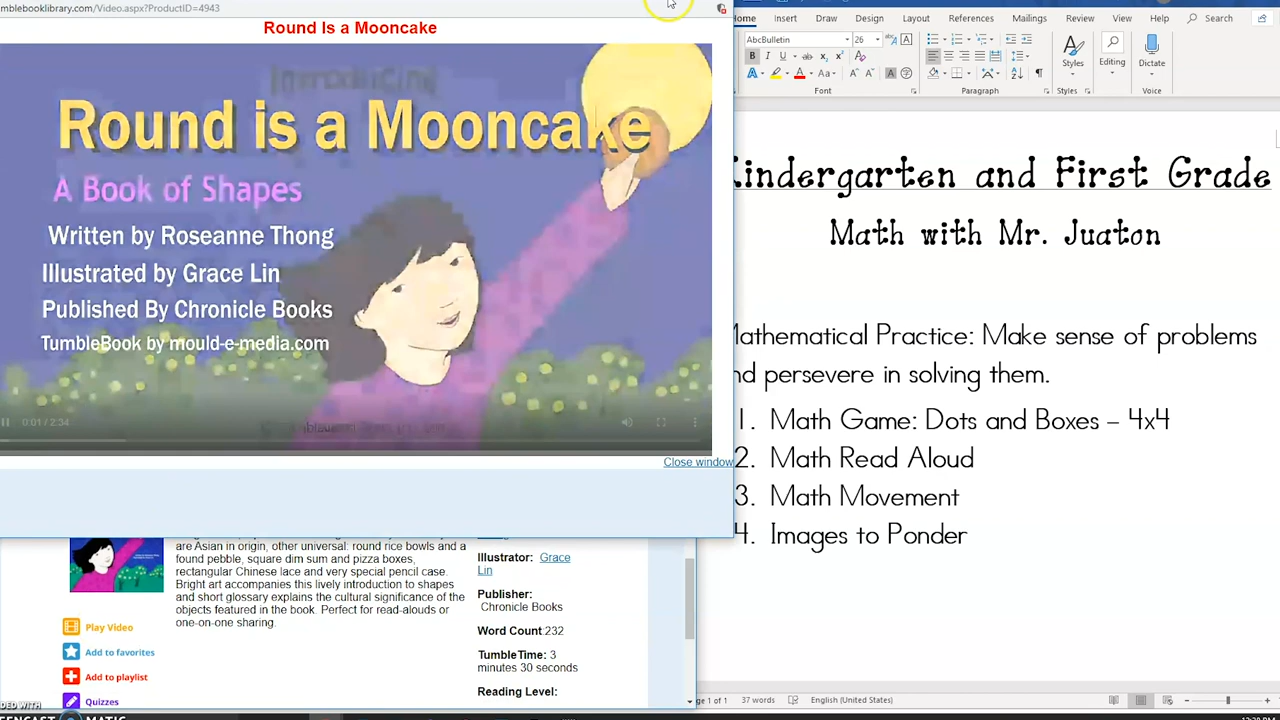 mblebooklibrary.com/Video.aspx?ProductID=4943
Round Is a Mooncake
Introducing
Round is a Mooncake
A Book of Shapes
Written by Roseanne Thong
Illustrated by Grace Lin
Published By Chronicle Books
TumbleBook by mould-e-media.com
0:01 / 2:34
Close window
are Asian in origin, other universal: round rice bowls and a
found pebble, square dim sum and pizza boxes,
rectangular Chinese lace and very special pencil case.
Bright art accompanies this lively introduction to shapes
and short glossary explains the cultural significance of the
objects featured in the book. Perfect for read-alouds or
one-on-one sharing.
Play Video
Add to favorites
Add to playlist
Quizzes
Illustrator: Grace
Lin
Publisher:
Chronicle Books
Word Count:232
TumbleTime: 3
minutes 30 seconds
Reading Level:
Home Insert Design Layout References Mailings Review View Help Search
AbcBulletin 26
Font
Paragraph
Styles
Styles
Editing
Dictate
Voice
Kindergarten and First Grade
Math with Mr. Juaton
Mathematical Practice: Make sense of problems
and persevere in solving them.
1. Math Game: Dots and Boxes – 4x4
2. Math Read Aloud
3. Math Movement
4. Images to Ponder
age 1 of 1 37 words English (United States)